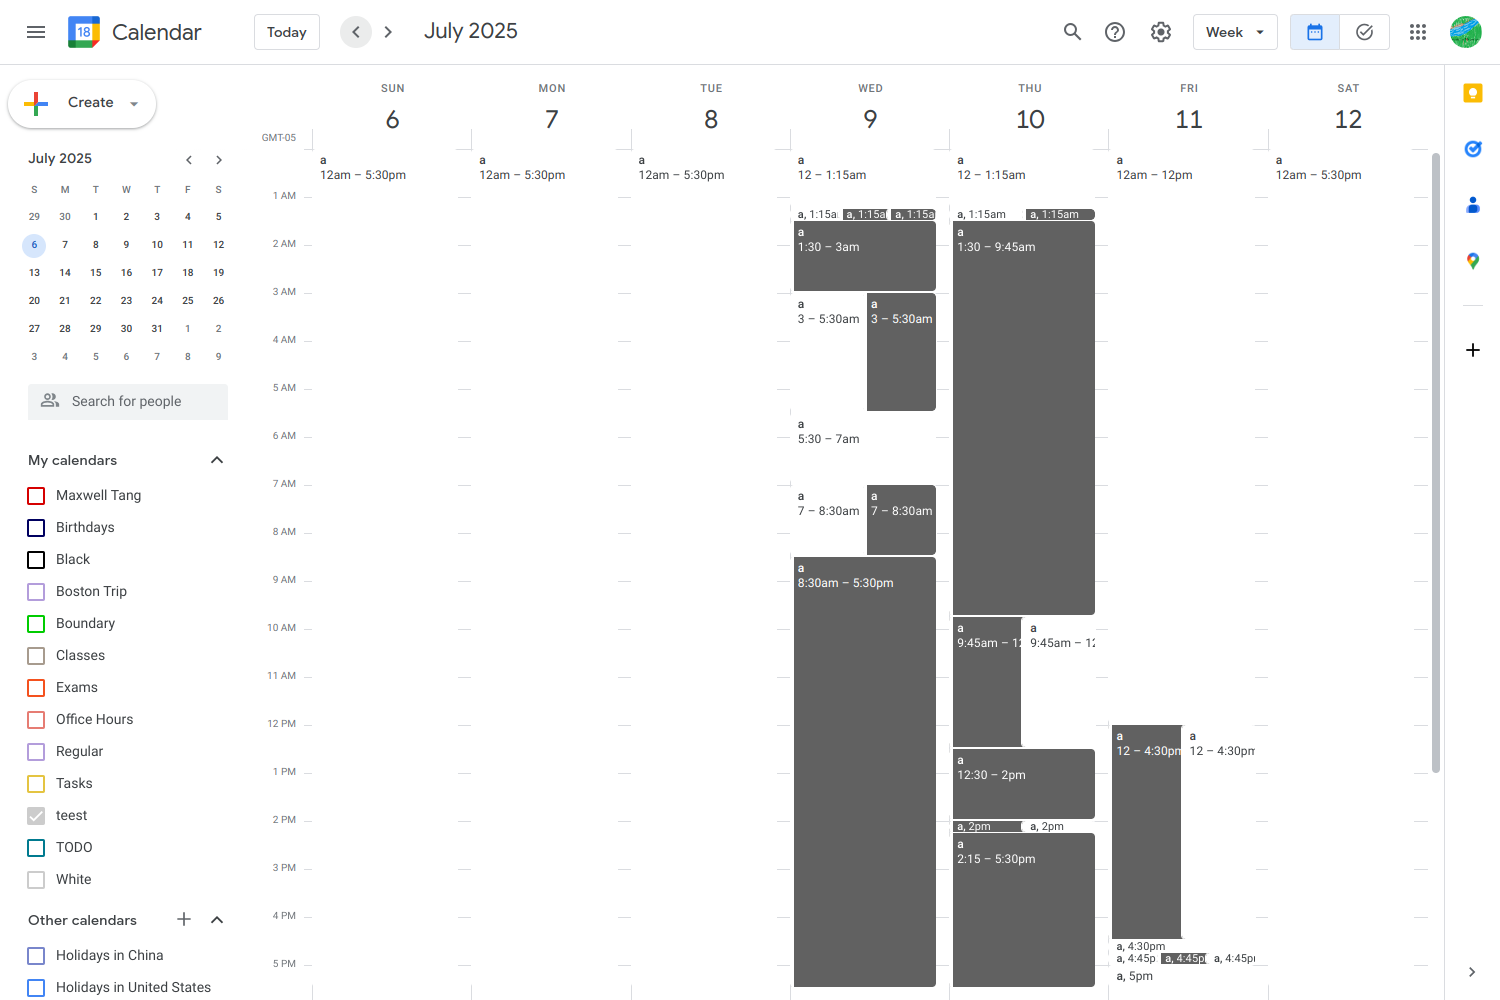 18 Calendar Today July 2025 Week
Create
July 2025
S M T W T F S
29 30 1 2 3 4 5
6 7 8 9 10 11 12
13 14 15 16 17 18 19
20 21 22 23 24 25 26
27 28 29 30 31 1 2
3 4 5 6 7 8 9
Search for people
My calendars
Maxwell Tang
Birthdays
Black
Boston Trip
Boundary
Classes
Exams
Office Hours
Regular
Tasks
teest
TODO
White
Other calendars
Holidays in China
Holidays in United States
SUN MON TUE WED THU FRI SAT
6 7 8 9 10 11 12
GMT-05
1 AM
2 AM
3 AM
4 AM
5 AM
6 AM
7 AM
8 AM
9 AM
10 AM
11 AM
12 PM
1 PM
2 PM
3 PM
4 PM
5 PM
a
12am – 5:30pm
a
12am – 5:30pm
a
12am – 5:30pm
a
12 – 1:15am
a, 1:15a a, 1:15a a, 1:15a
a
1:30 – 3am
a
3 – 5:30am
a
3 – 5:30am
a
5:30 – 7am
a
7 – 8:30am
a
7 – 8:30am
a
8:30am – 5:30pm
a
12 – 1:15am
a, 1:15am a, 1:15am
a
1:30 – 9:45am
a
9:45am – 12
a
9:45am – 12
a
12:30 – 2pm
a, 2pm a, 2pm
a
2:15 – 5:30pm
a
12am – 12pm
a
12 – 4:30pm
a
12 – 4:30pm
a, 4:30pm
a, 4:45p a, 4:45p a, 4:45p
a, 5pm
a
12am – 5:30pm